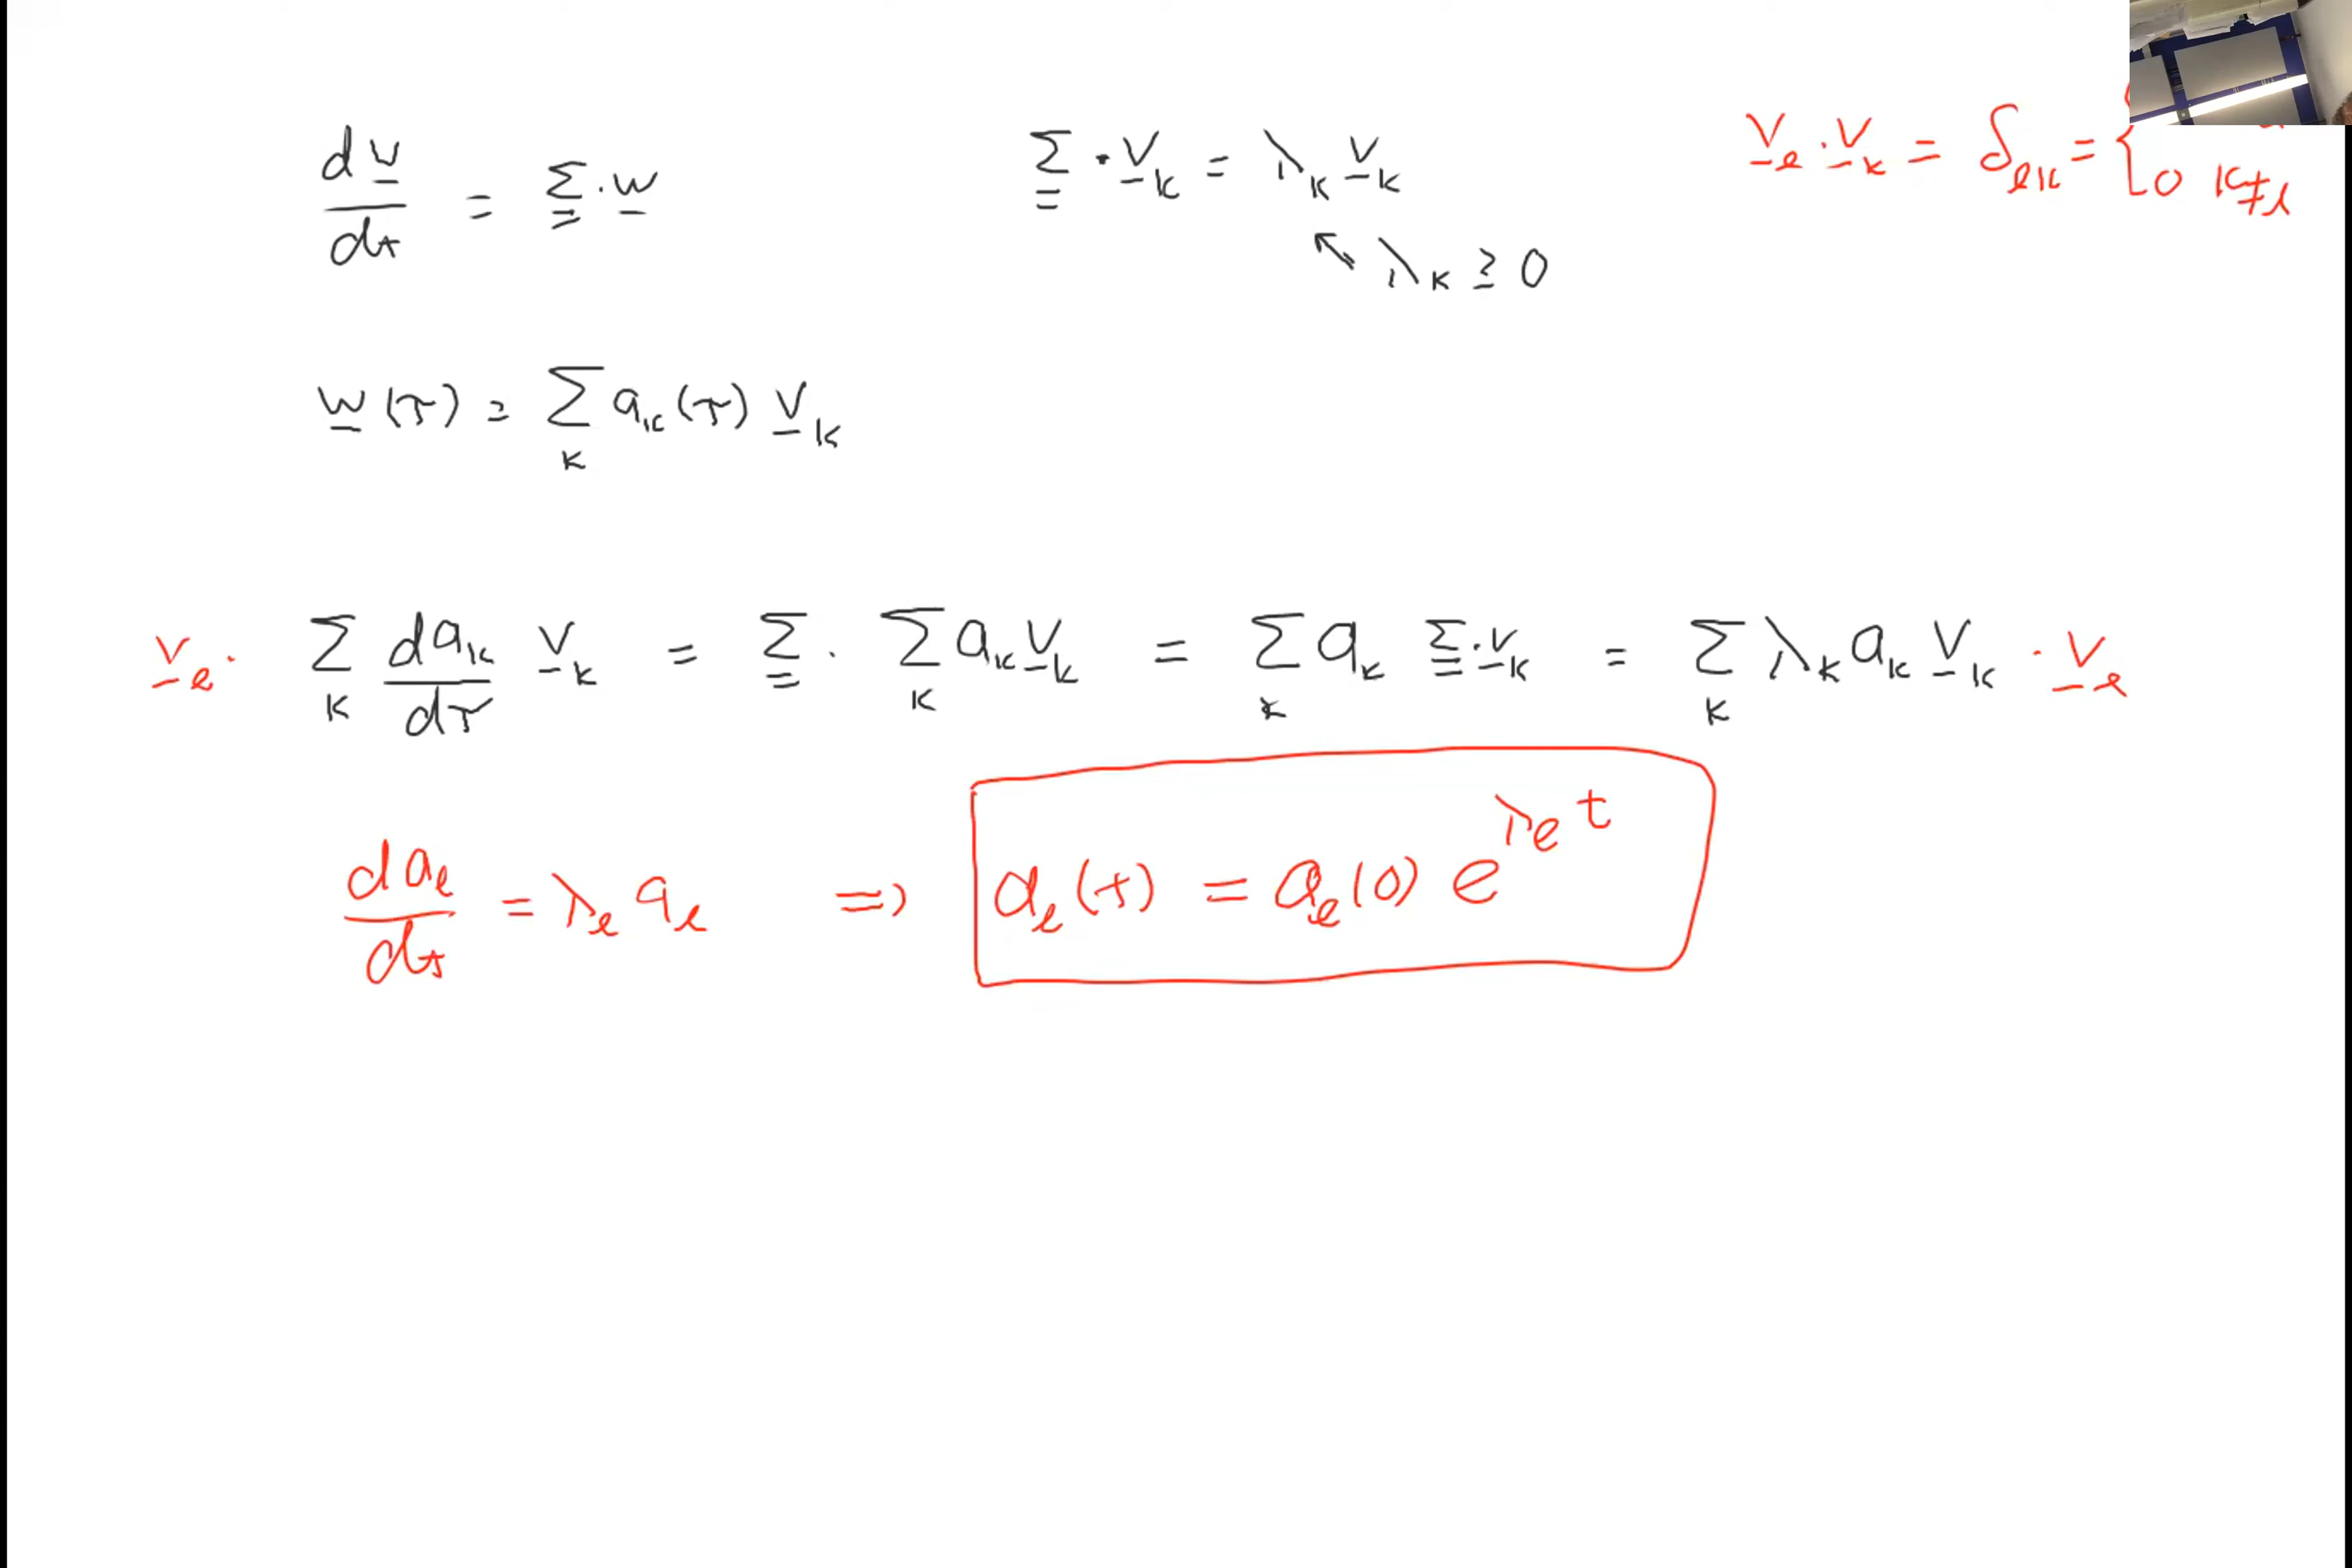 dw/dt = Σ · w    Σ · v_k = λ_k v_k    v_l · v_k = δ_lk = { 0 k≠l
↖ λ_k ≥ 0
w(t) = Σ_k a_k(t) v_k
v_l · Σ_k da_k/dt v_k = Σ · Σ_k a_k v_k = Σ_k a_k Σ · v_k = Σ_k λ_k a_k v_k · v_l
da_l/dt = λ_l a_l ⇒ a_l(t) = a_l(0) e^{λ_l t}